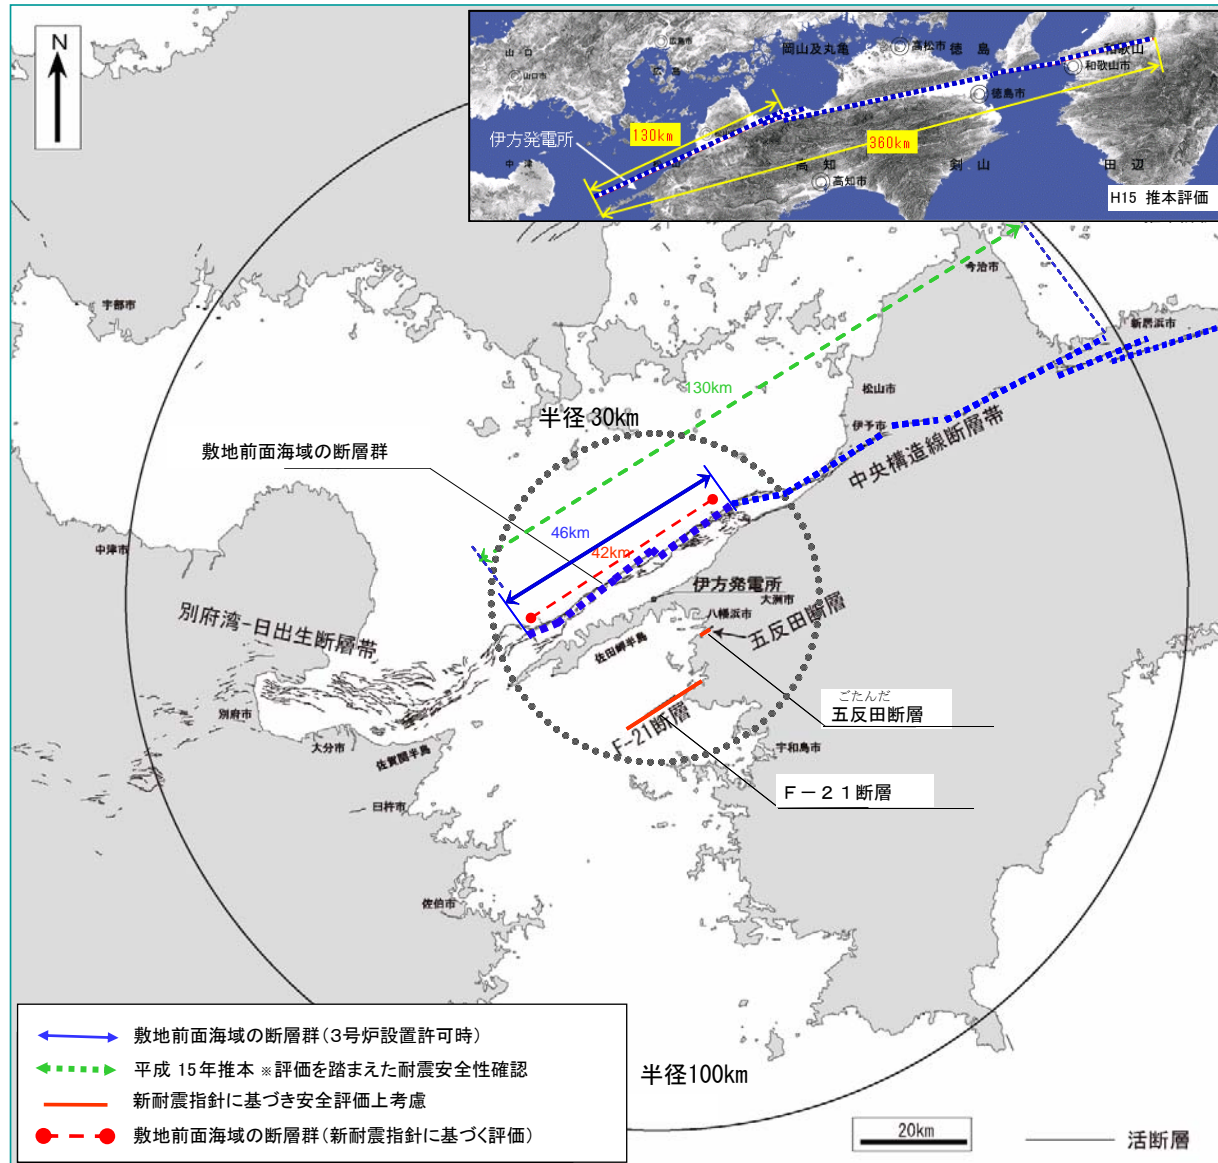 N
山 口
山口市
広島市
広 島
岡山及丸亀
高松市
徳 島
和歌山
和歌山市
徳島市
130km
伊方発電所
360km
中 津
高 知
高知市
剣山
田 辺
H15 推本評価
今治市
新居浜市
宇部市
130km
松山市
伊予市
半径 30km
中央構造線断層帯
敷地前面海域の断層群
46km
42km
中津市
伊方発電所
大洲市
八幡浜市
別府湾-日出生断層帯
五反田断層
佐田岬半島
ごたんだ
五反田断層
別府市
大分市
佐賀関半島
F-21断層
宇和島市
F-21断層
臼杵市
佐伯市
敷地前面海域の断層群(3号炉設置許可時)
平成 15年推本 ※評価を踏まえた耐震安全性確認
新耐震指針に基づき安全評価上考慮
敷地前面海域の断層群(新耐震指針に基づく評価)
半径100km
20km
活断層